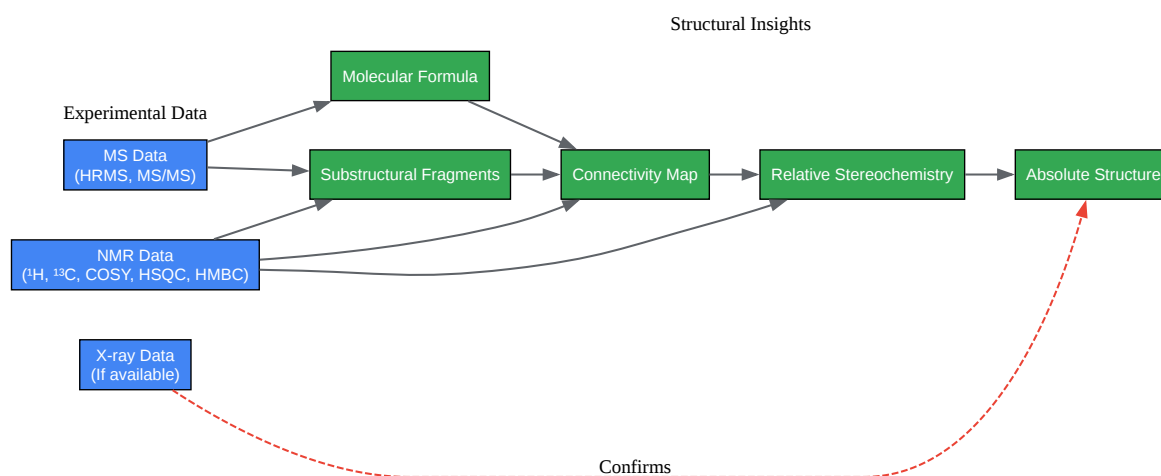 Structural Insights
Molecular Formula
Experimental Data
MS Data
(HRMS, MS/MS)
Substructural Fragments
Connectivity Map
Relative Stereochemistry
Absolute Structure
NMR Data
(¹H, ¹³C, COSY, HSQC, HMBC)
X-ray Data
(If available)
Confirms